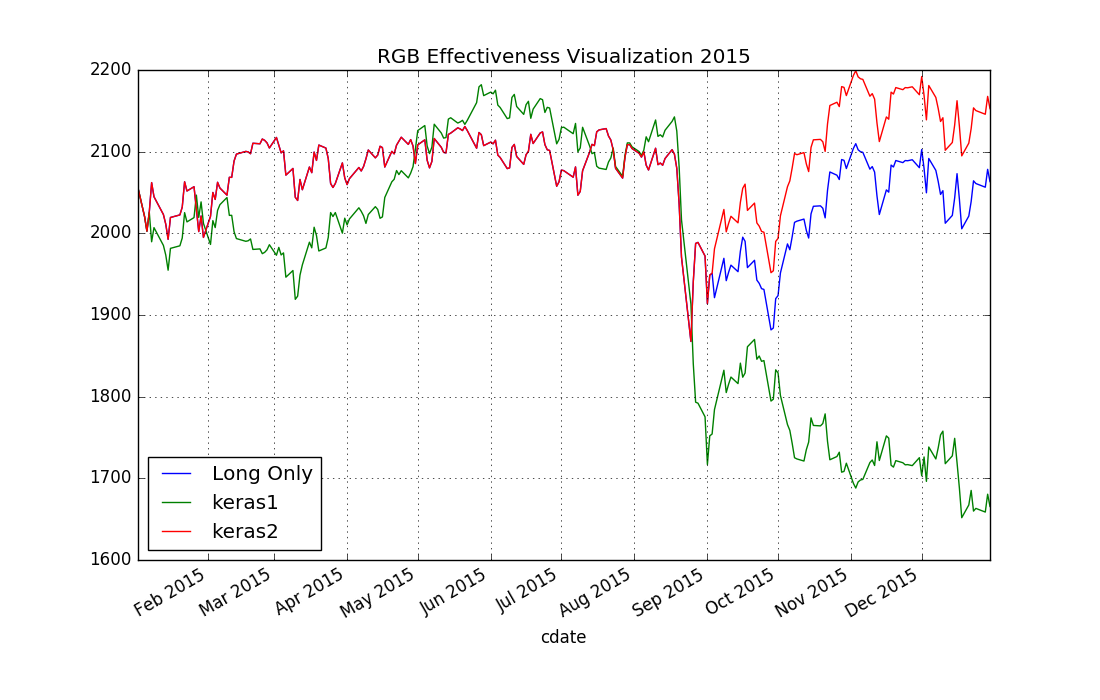 RGB Effectiveness Visualization 2015
2200
2100
2000
1900
1800
1700
1600
Long Only
keras1
keras2
Feb 2015
Mar 2015
Apr 2015
May 2015
Jun 2015
Jul 2015
Aug 2015
Sep 2015
Oct 2015
Nov 2015
Dec 2015
cdate